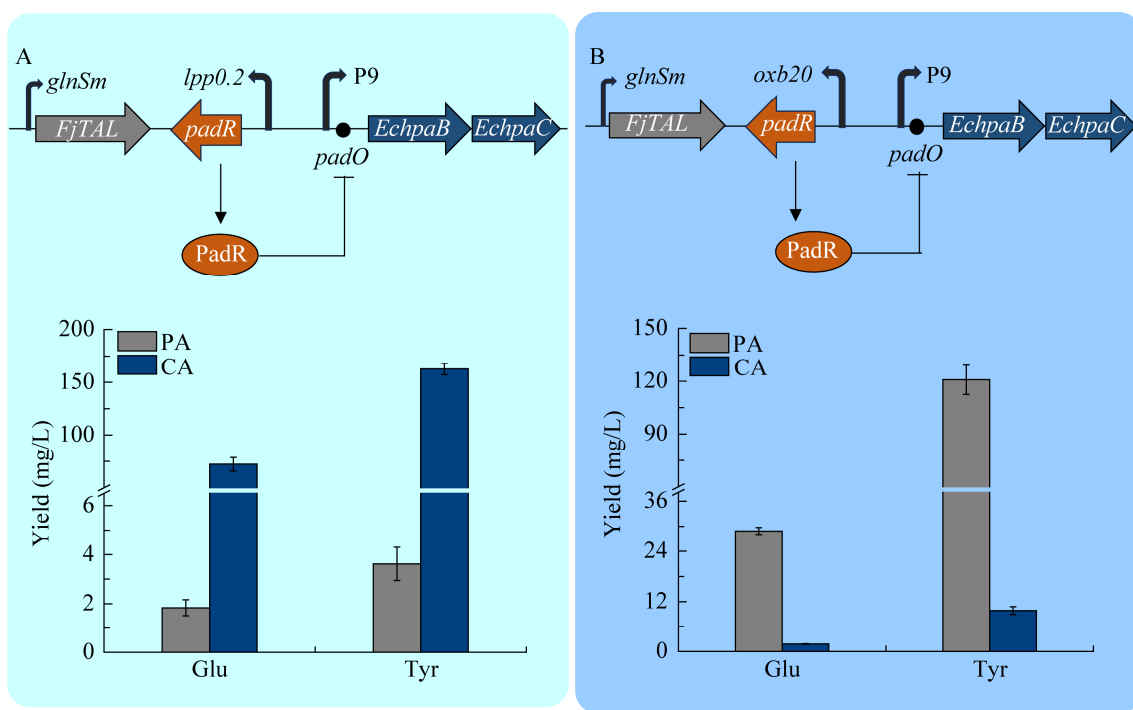 A
glnSm
lpp0.2
P9
FjTAL
padR
EchpaB
EchpaC
padO
PadR
200
150
100
6
4
2
0
Yield (mg/L)
PA
CA
Glu
Tyr
B
glnSm
oxb20
P9
FjTAL
padR
EchpaB
EchpaC
padO
PadR
150
120
90
36
24
12
0
Yield (mg/L)
PA
CA
Glu
Tyr